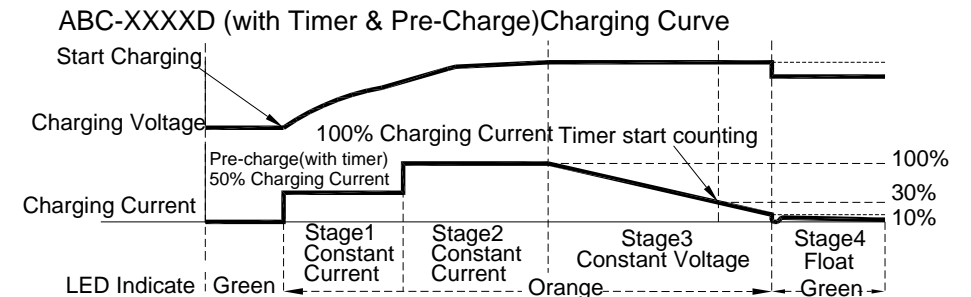 ABC-XXXXD (with Timer & Pre-Charge)Charging Curve
Start Charging
Charging Voltage
100% Charging Current Timer start counting
Pre-charge(with timer)
50% Charging Current
100%
30%
10%
Charging Current
Stage1
Constant
Current
Stage2
Constant
Current
Stage3
Constant Voltage
Stage4
Float
LED Indicate Green Orange Green